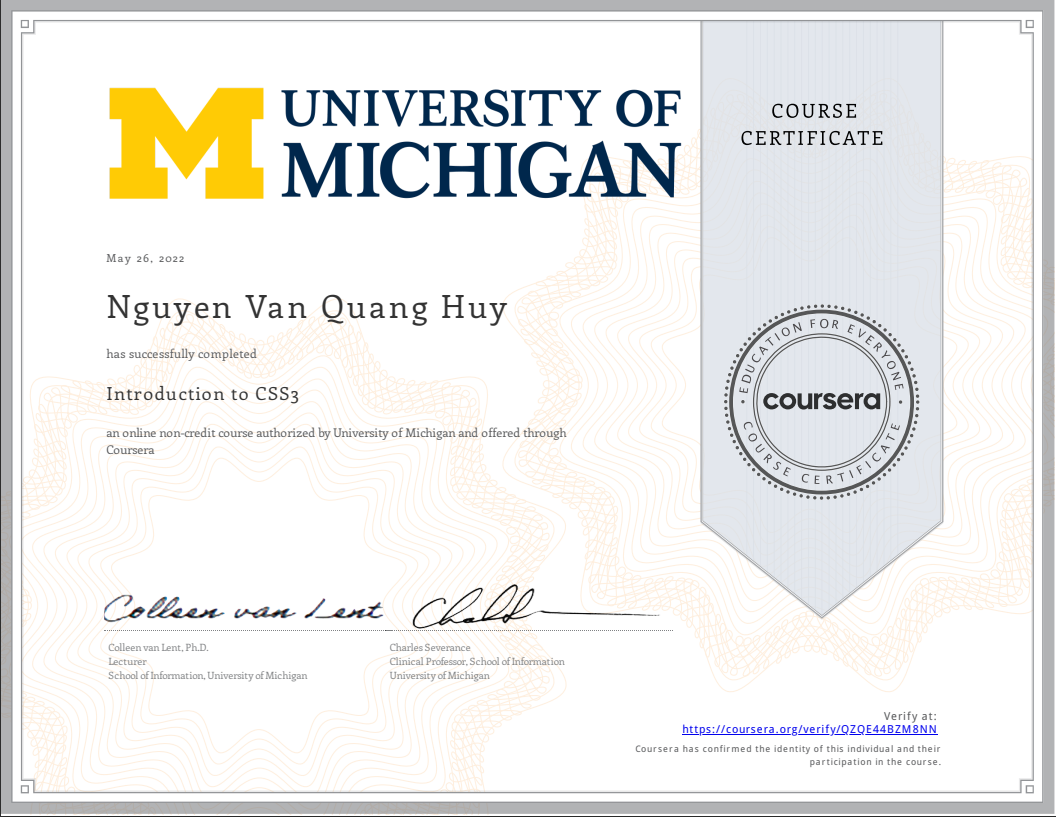 UNIVERSITY OF
MICHIGAN
COURSE
CERTIFICATE
May 26, 2022
Nguyen Van Quang Huy
has successfully completed
Introduction to CSS3
an online non-credit course authorized by University of Michigan and offered through
Coursera
EDUCATION FOR EVERYONE
coursera
COURSE CERTIFICATE
Colleen van Lent
Colleen van Lent, Ph.D.
Lecturer
School of Information, University of Michigan
Charles Severance
Clinical Professor, School of Information
University of Michigan
Verify at:
https://coursera.org/verify/QZQE44BZM8NN
Coursera has confirmed the identity of this individual and their
participation in the course.